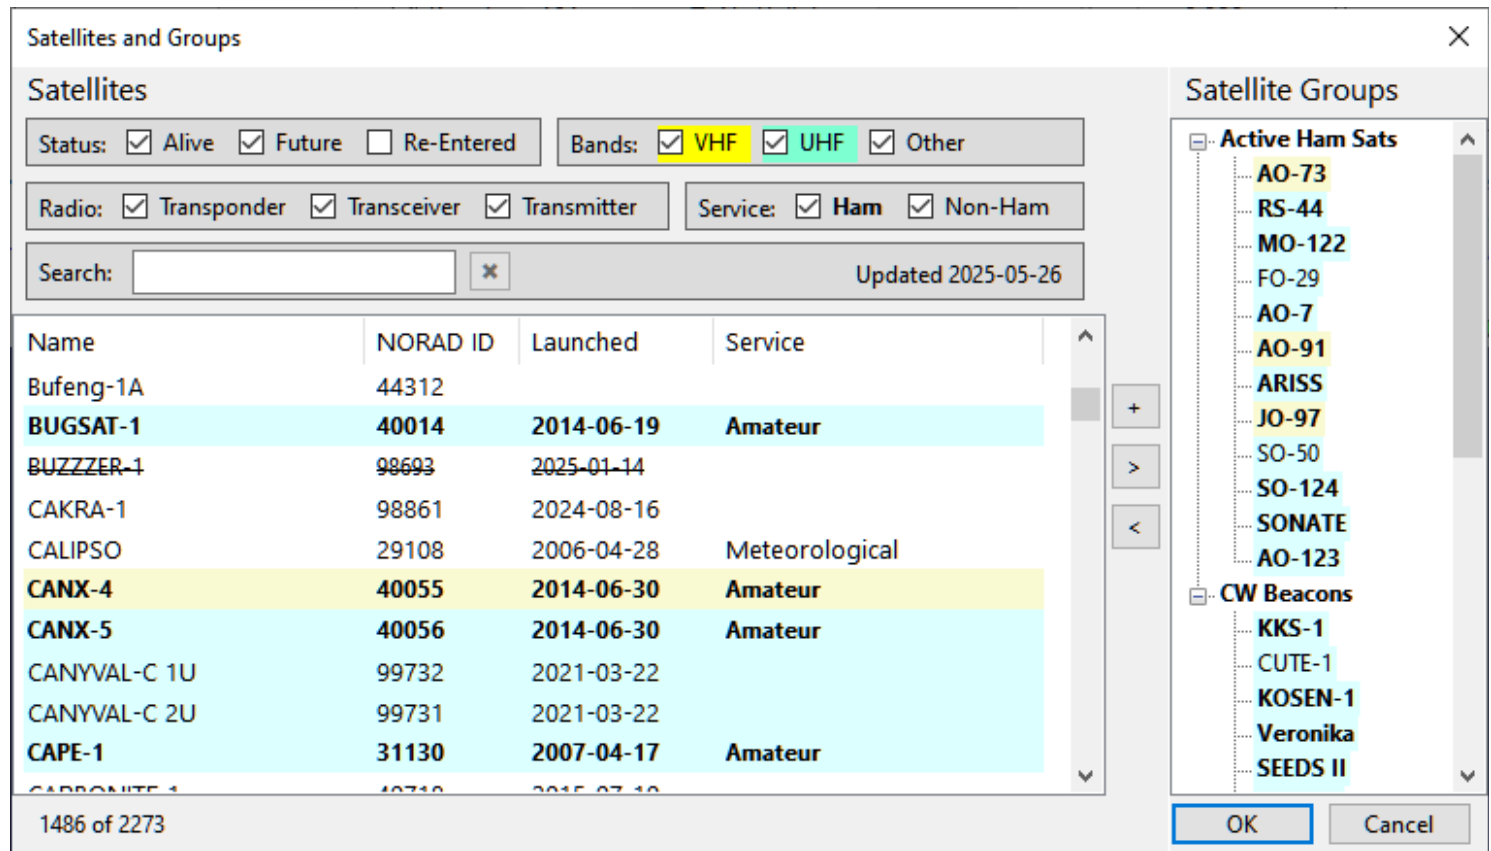 Satellites and Groups
Satellites
Status: Alive Future Re-Entered Bands: VHF UHF Other
Radio: Transponder Transceiver Transmitter Service: Ham Non-Ham
Search: Updated 2025-05-26
Name NORAD ID Launched Service
Bufeng-1A 44312
BUGSAT-1 40014 2014-06-19 Amateur
BUZZZER-1 98693 2025-01-14
CAKRA-1 98861 2024-08-16
CALIPSO 29108 2006-04-28 Meteorological
CANX-4 40055 2014-06-30 Amateur
CANX-5 40056 2014-06-30 Amateur
CANYVAL-C 1U 99732 2021-03-22
CANYVAL-C 2U 99731 2021-03-22
CAPE-1 31130 2007-04-17 Amateur
1486 of 2273
+
>
<
Satellite Groups
Active Ham Sats
AO-73
RS-44
MO-122
FO-29
AO-7
AO-91
ARISS
JO-97
SO-50
SO-124
SONATE
AO-123
CW Beacons
KKS-1
CUTE-1
KOSEN-1
Veronika
SEEDS II
OK Cancel